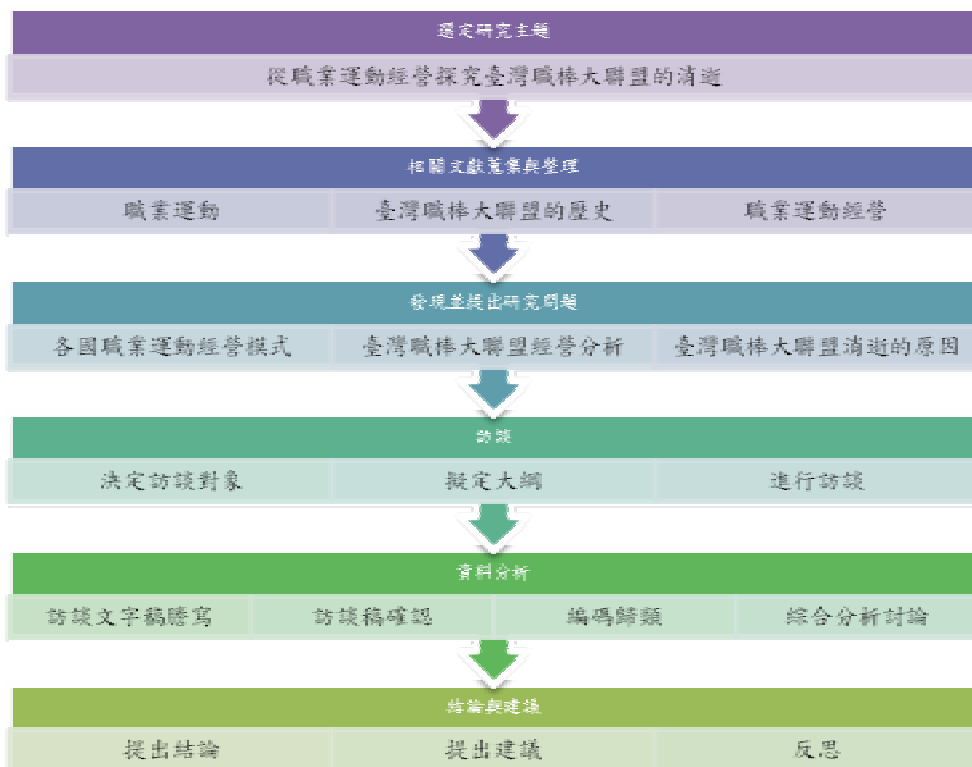 選定研究主題
從職業運動經營探究臺灣職棒大聯盟的消逝
相關文獻蒐集與整理
職業運動 臺灣職棒大聯盟的歷史 職業運動經營
發現並提出研究問題
各國職業運動經營模式 臺灣職棒大聯盟經營分析 臺灣職棒大聯盟消逝的原因
訪談
決定訪談對象 擬定大綱 進行訪談
資料分析
訪談文字稿謄寫 訪談稿確認 編碼歸類 綜合分析討論
結論與建議
提出結論 提出建議 反思